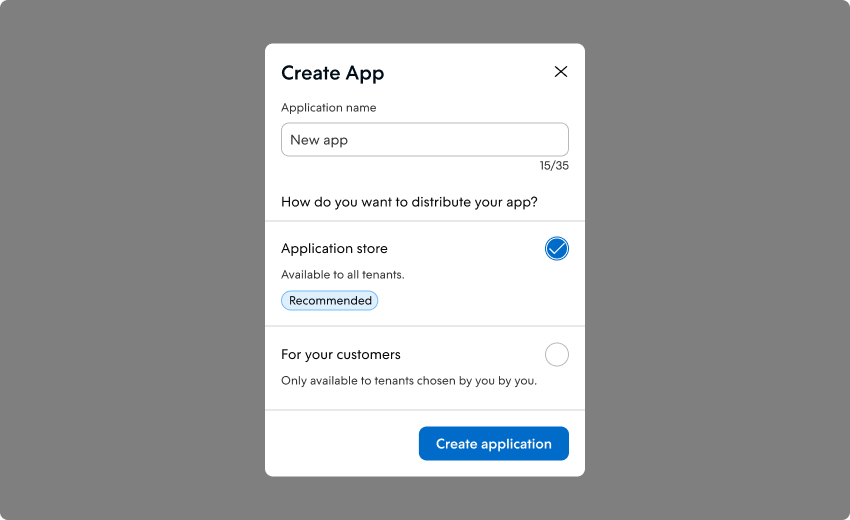 Create App
Application name
New app
15/35
How do you want to distribute your app?
Application store
Available to all tenants.
Recommended
For your customers
Only available to tenants chosen by you by you.
Create application